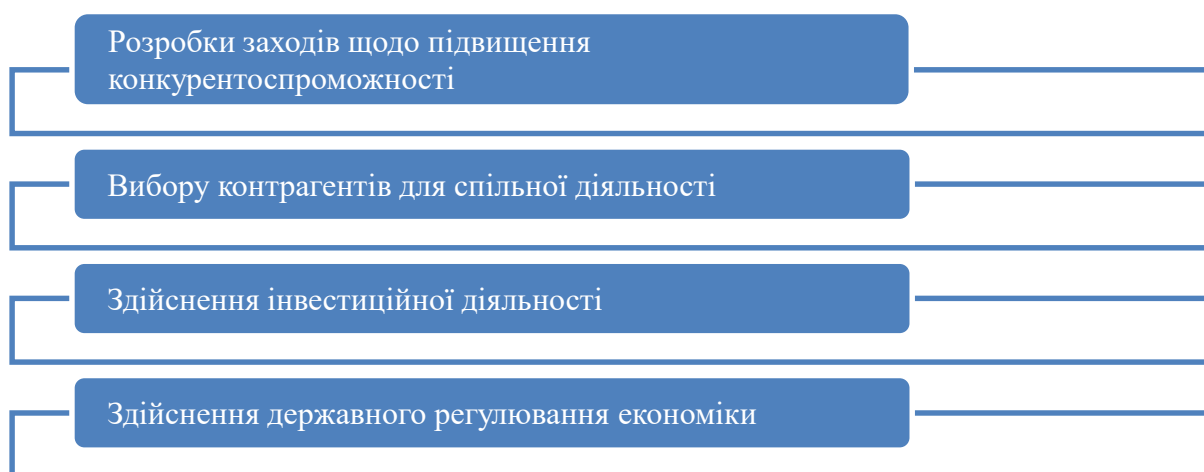 Розробки заходів щодо підвищення
конкурентоспроможності
Вибору контрагентів для спільної діяльності
Здійснення інвестиційної діяльності
Здійснення державного регулювання економіки